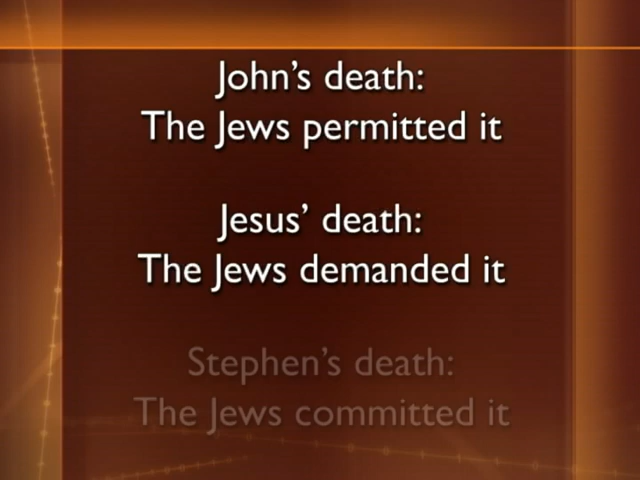 John’s death:
The Jews permitted it
Jesus’ death:
The Jews demanded it
Stephen’s death:
The Jews committed it